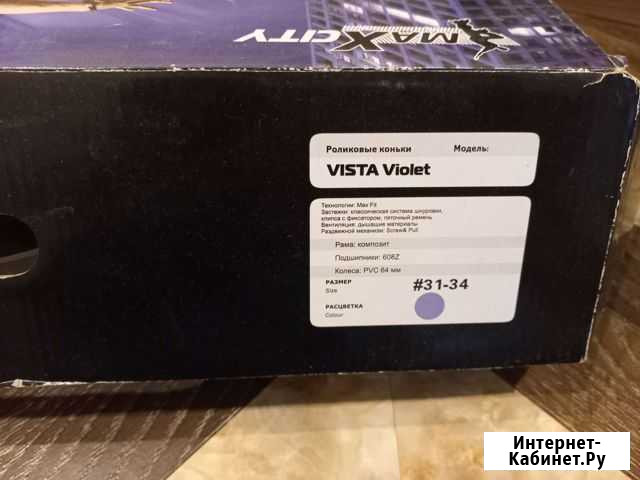 MAXCITY
Роликовые коньки Модель:
VISTA Violet
Технологии: Max Fit
Застежки: классическая система шнуровки,
клипса с фиксатором, пяточный ремень
Вентиляция: дышащие материалы
Раздвижной механизм: Screw& Pull
Рама: композит
Подшипники: 608Z
Колеса: PVC 64 мм
РАЗМЕР #31-34
Size
РАСЦВЕТКА
Colour
Интернет-
Кабинет.Ру